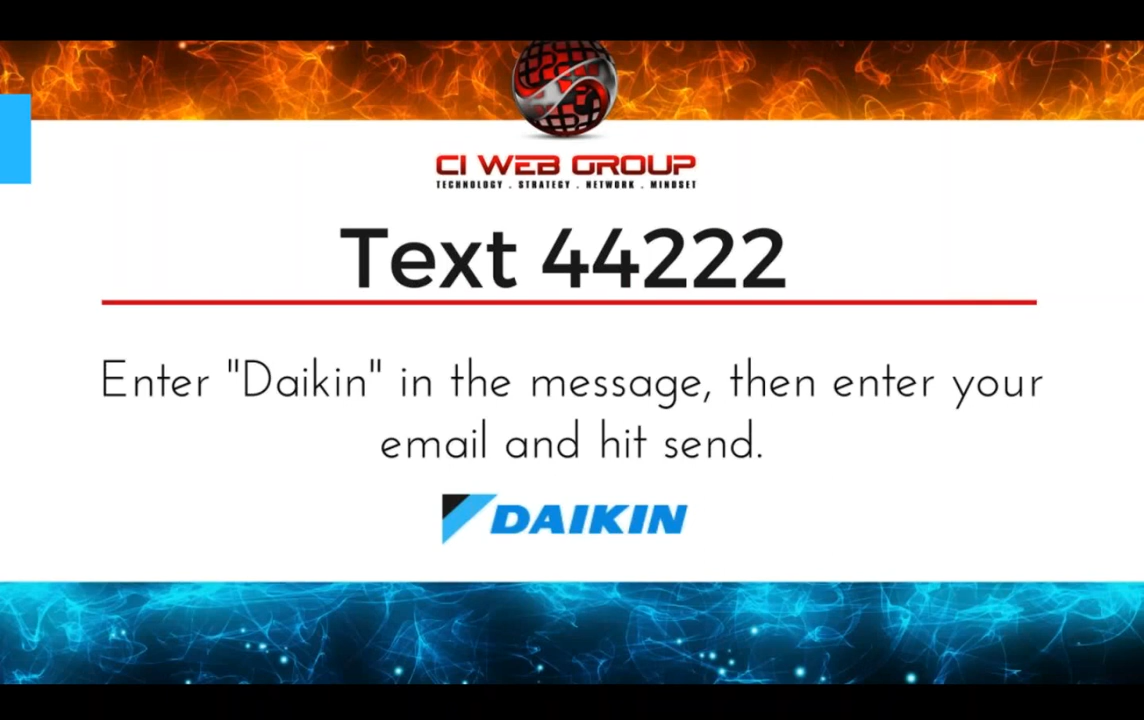 CI WEB GROUP
TECHNOLOGY . STRATEGY . NETWORK . MINDSET
Text 44222
Enter "Daikin" in the message, then enter your
email and hit send.
DAIKIN